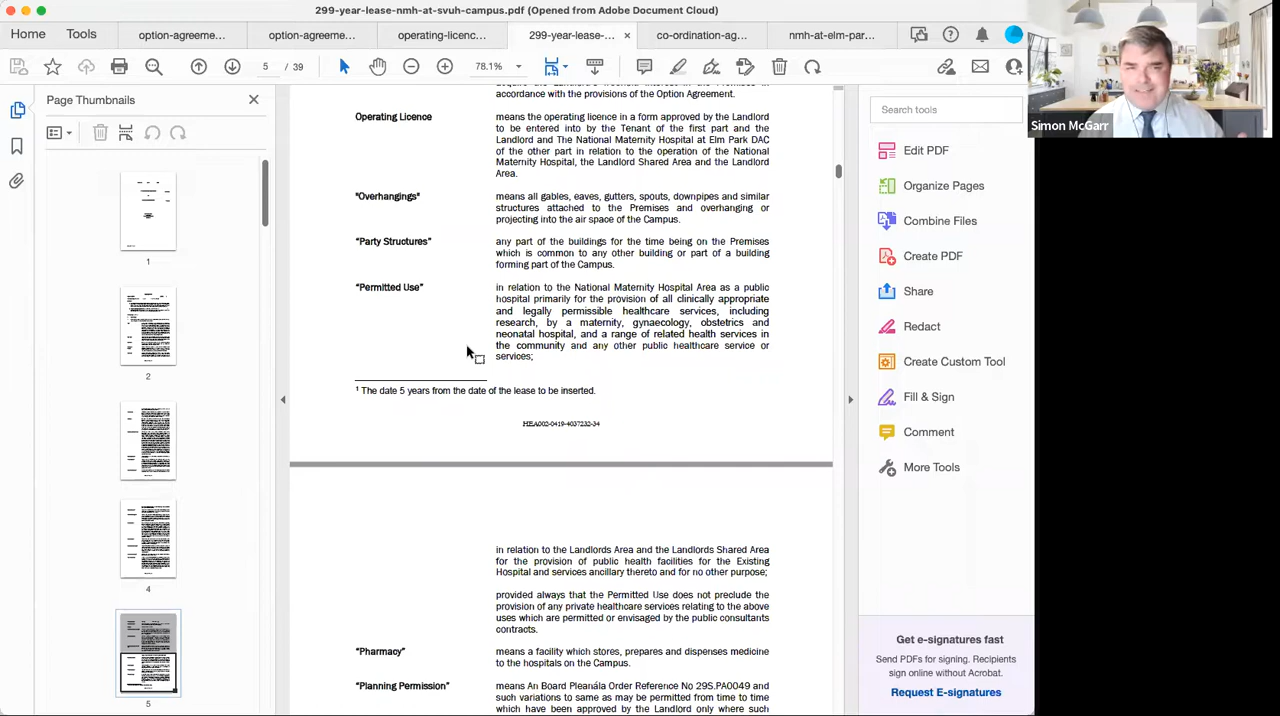 299-year-lease-nmh-at-svuh-campus.pdf (Opened from Adobe Document Cloud)
Home Tools option-agreeme... option-agreeme... operating-licenc... 299-year-lease-... × co-ordination-ag... nmh-at-elm-par...
5 / 39 78.1%
Page Thumbnails
1
2
3
4
5
accordance with the provisions of the Option Agreement.
Operating Licence means the operating licence in a form approved by the Landlord
to be entered into by the Tenant of the first part and the
Landlord and The National Maternity Hospital at Elm Park DAC
of the other part in relation to the operation of the National
Maternity Hospital, the Landlord Shared Area and the Landlord
Area.
"Overhangings" means all gables, eaves, gutters, spouts, downpipes and similar
structures attached to the Premises and overhanging or
projecting into the air space of the Campus.
"Party Structures" any part of the buildings for the time being on the Premises
which is common to any other building or part of a building
forming part of the Campus.
"Permitted Use" in relation to the National Maternity Hospital Area as a public
hospital primarily for the provision of all clinically appropriate
and legally permissible healthcare services, including
research, by a maternity, gynaecology, obstetrics and
neonatal hospital, and a range of related health services in
the community and any other public healthcare service or
services;
1 The date 5 years from the date of the lease to be inserted.
HEA002-0419-4037232-34
in relation to the Landlords Area and the Landlords Shared Area
for the provision of public health facilities for the Existing
Hospital and services ancillary thereto and for no other purpose;
provided always that the Permitted Use does not preclude the
provision of any private healthcare services relating to the above
uses which are permitted or envisaged by the public consultants
contracts.
"Pharmacy" means a facility which stores, prepares and dispenses medicine
to the hospitals on the Campus.
"Planning Permission" means An Bord Pleanála Order Reference No 29S.PA0049 and
such variations to same as may be permitted from time to time
which have been approved by the Landlord only where such
Search tools
Edit PDF
Organize Pages
Combine Files
Create PDF
Share
Redact
Create Custom Tool
Fill & Sign
Comment
More Tools
Get e-signatures fast
Send PDFs for signing. Recipients
sign online without Acrobat.
Request E-signatures
Simon McGarr